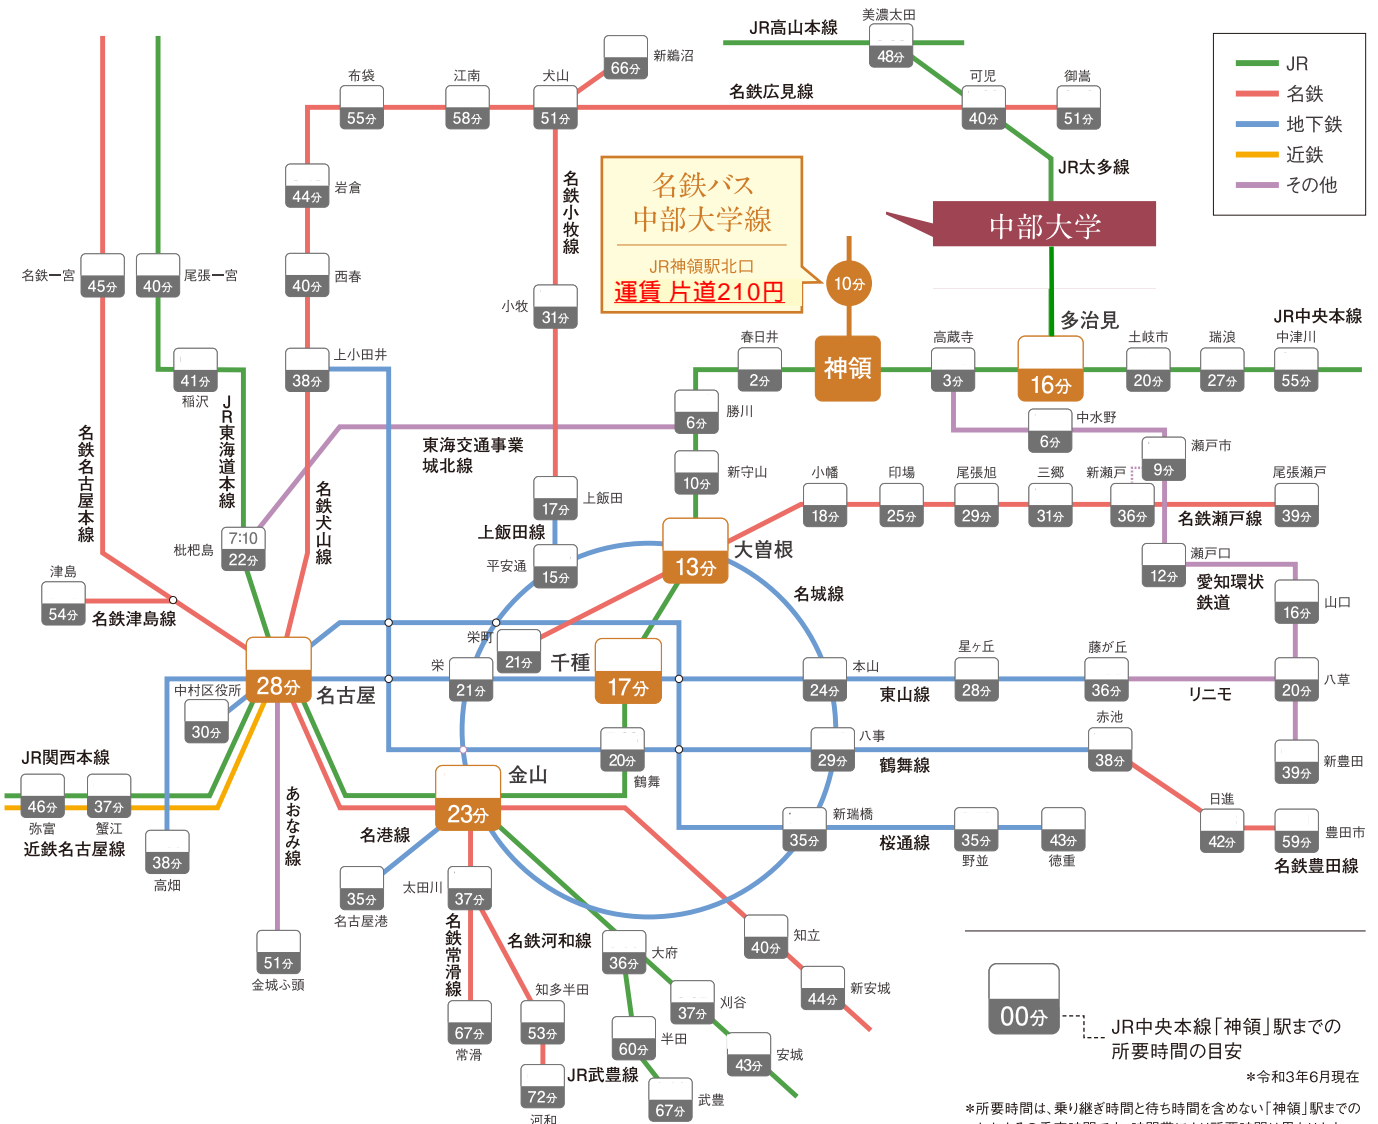 JR高山本線
美濃太田
48分
新鵜沼
66分
布袋
55分
江南
58分
犬山
51分
名鉄広見線
可児
40分
御嵩
51分
JR
名鉄
地下鉄
近鉄
その他
岩倉
44分
名鉄小牧線
JR太多線
名鉄バス
中部大学線
JR神領駅北口
運賃 片道210円
10分
中部大学
名鉄一宮
45分
尾張一宮
40分
西春
40分
小牧
31分
多治見
16分
JR中央本線
春日井
2分
神領
高蔵寺
3分
土岐市
20分
瑞浪
27分
中津川
55分
稲沢
41分
上小田井
38分
勝川
6分
中水野
6分
瀬戸市
9分
JR東海道本線
名鉄名古屋本線
東海交通事業
城北線
新守山
10分
小幡
18分
印場
25分
尾張旭
29分
三郷
31分
新瀬戸
36分
尾張瀬戸
39分
名鉄瀬戸線
名鉄犬山線
上飯田
17分
上飯田線
枇杷島
7:10
22分
平安通
15分
大曽根
13分
名城線
瀬戸口
12分
愛知環状
鉄道
山口
16分
津島
54分
名鉄津島線
栄町
21分
名古屋
28分
中村区役所
30分
栄
21分
千種
17分
本山
24分
東山線
星ヶ丘
28分
藤が丘
36分
リニモ
八草
20分
赤池
38分
八事
29分
鶴舞線
鶴舞
20分
新豊田
39分
JR関西本線
46分
弥富
37分
蟹江
近鉄名古屋線
38分
高畑
あおなみ線
金山
23分
名港線
35分
名古屋港
新瑞橋
35分
桜通線
35分
野並
43分
徳重
日進
42分
豊田市
59分
名鉄豊田線
太田川
37分
名鉄常滑線
名鉄河和線
大府
36分
知立
40分
新安城
44分
51分
金城ふ頭
知多半田
53分
67分
常滑
刈谷
37分
半田
60分
安城
43分
72分
河和
JR武豊線
武豊
67分
00分
JR中央本線「神領」駅までの
所要時間の目安
＊令和3年6月現在
＊所要時間は、乗り継ぎ時間と待ち時間を含めない「神領」駅までの